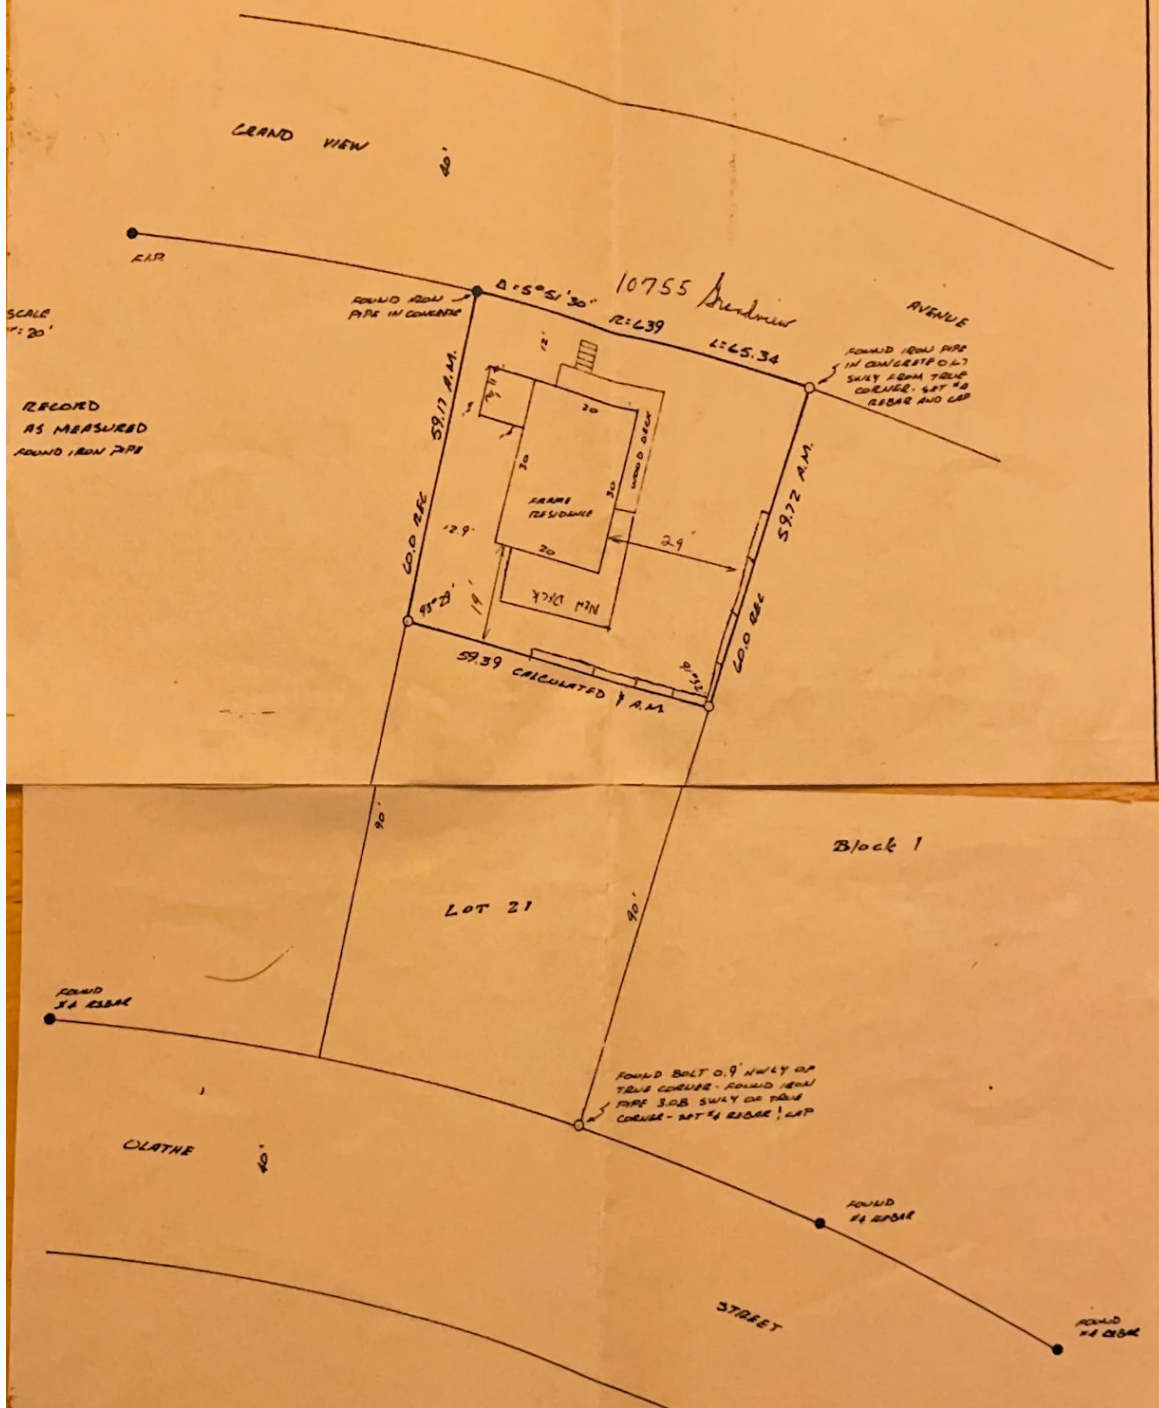 GRAND VIEW
40'
F.I.P.
SCALE
1": 20'
FOUND IRON
PIPE IN CONCRETE
Δ=5° 51' 30"
10755 Grandview
R=639
L=65.34
AVENUE
FOUND IRON PIPE
IN CONCRETE 0.67
SWLY FROM TRUE
CORNER. SET #4
REBAR AND CAP
RECORD
AS MEASURED
FOUND IRON PIPE
59.17 A.M.
60.0 REC
12'
20
30
30
WOOD DECK
FRAME
RESIDENCE
20
12.9'
29'
59.72 A.M.
60.0 REC
NEW DECK
19'
59.39 CALCULATED & A.M.
90'
Block 1
LOT 21
90'
FOUND
#4 REBAR
FOUND BOLT 0.9' NWLY OF
TRUE CORNER - FOUND IRON
PIPE 3.08 SWLY OF TRUE
CORNER - SET #4 REBAR & CAP
OLATHE
40'
FOUND
#4 REBAR
STREET
FOUND
#4 REBAR